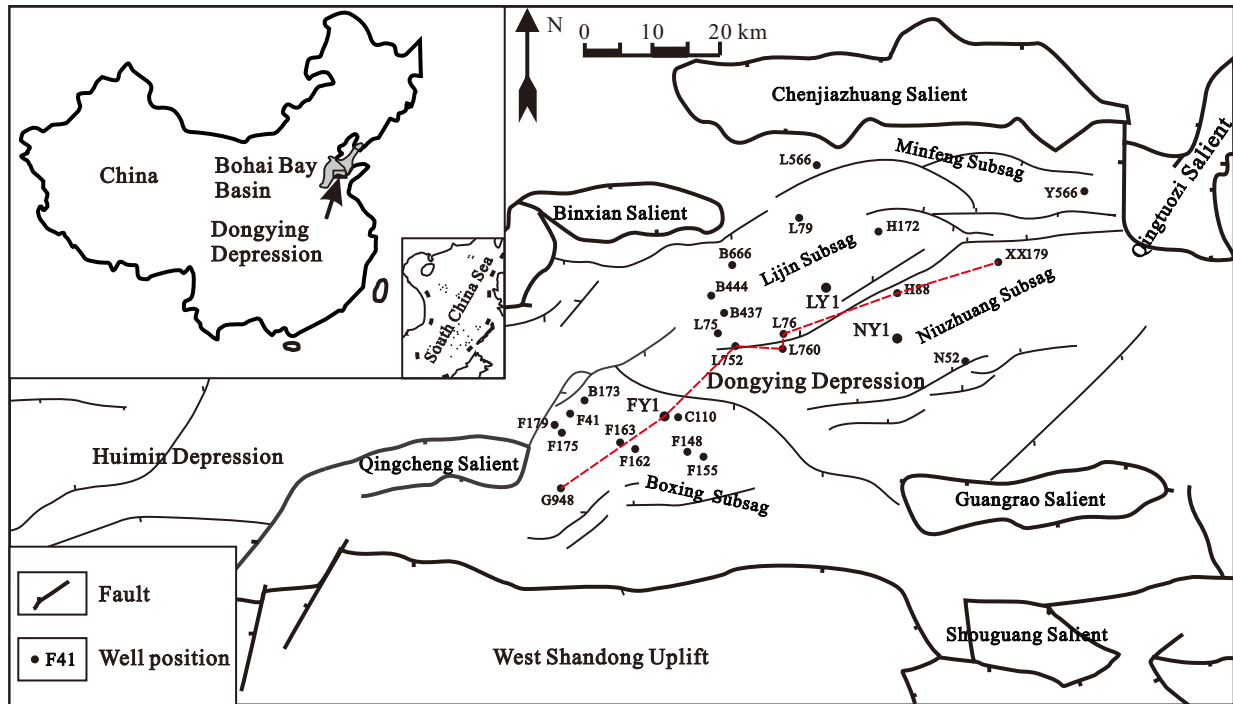 N
0 10 20 km
China
Bohai Bay
Basin
Dongying
Depression
South China Sea
Chenjiazhuang Salient
Minfeng Subsag
Qingtuozi Salient
L566
Y566
Binxian Salient
L79
H172
B666
Lijin Subsag
XX179
B444
LY1
H88
Niuzhuang Subsag
B437
L75
L76
NY1
L752
L760
N52
Dongying Depression
B173
FY1
F41
C110
F179
F175
F163
F162
F148
F155
Huimin Depression
Qingcheng Salient
G948
Boxing Subsag
Guangrao Salient
Fault
F41 Well position
West Shandong Uplift
Shouguang Salient